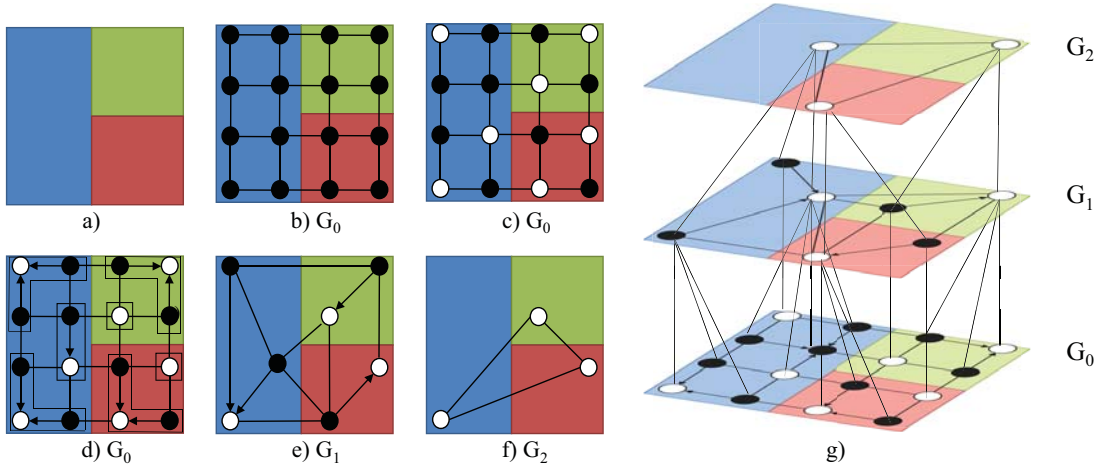 a)
b) G₀
c) G₀
d) G₀
e) G₁
f) G₂
g)
G₂
G₁
G₀